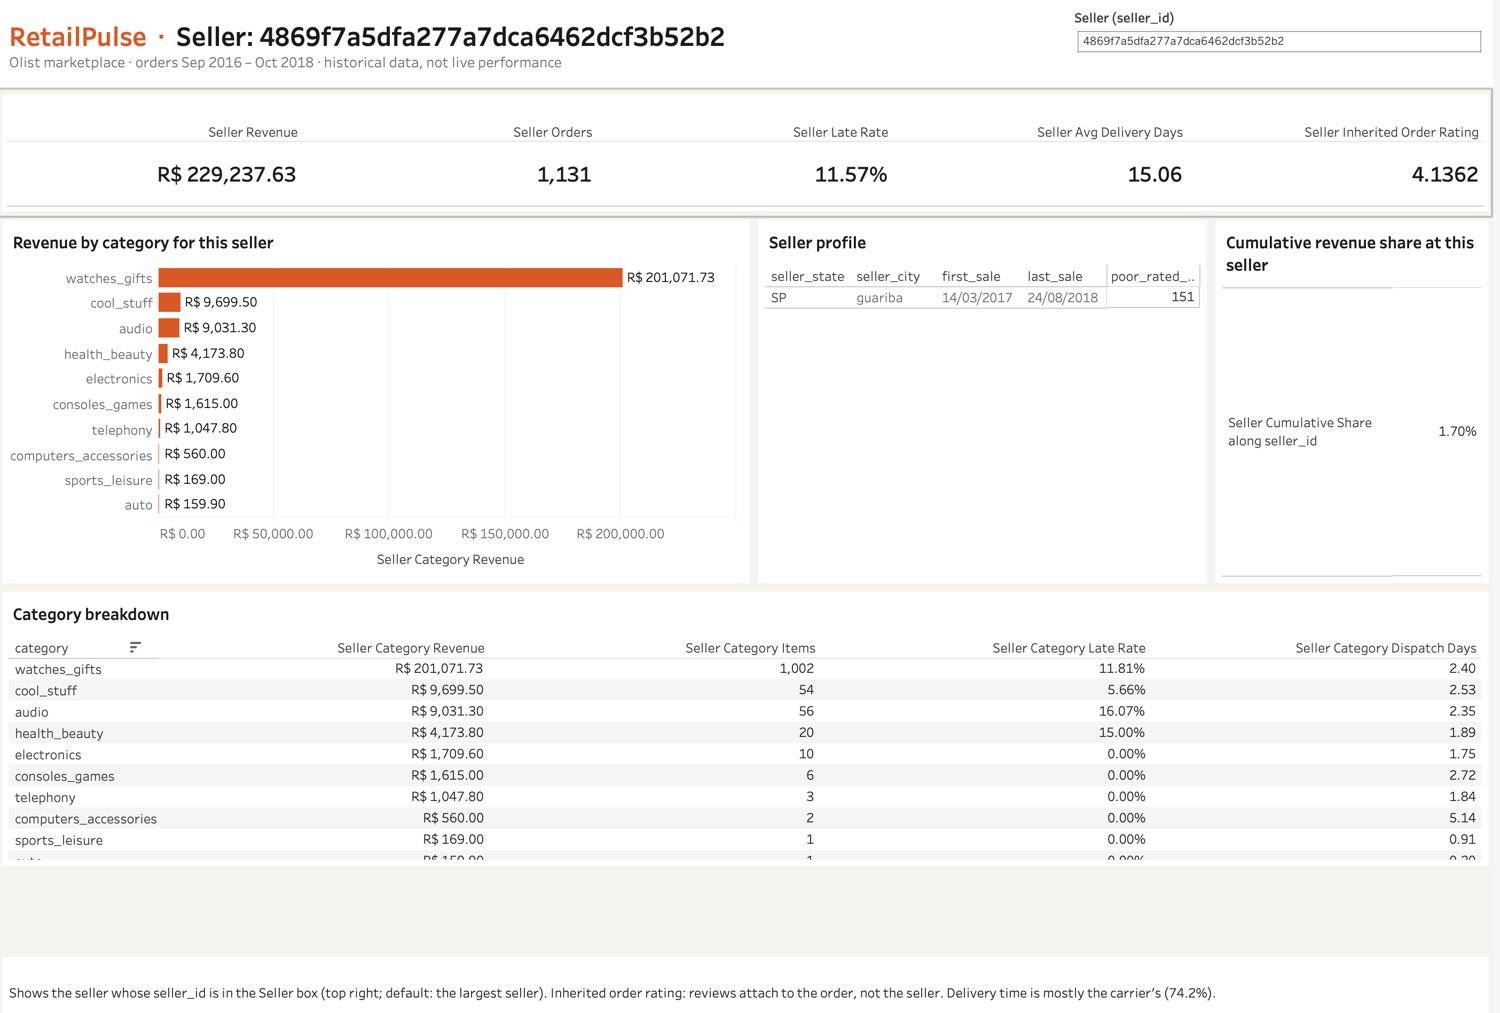 RetailPulse · Seller: 4869f7a5dfa277a7dca6462dcf3b52b2
Olist marketplace · orders Sep 2016 – Oct 2018 · historical data, not live performance
Seller (seller_id)
4869f7a5dfa277a7dca6462dcf3b52b2
Seller Revenue Seller Orders Seller Late Rate Seller Avg Delivery Days Seller Inherited Order Rating
R$ 229,237.63 1,131 11.57% 15.06 4.1362
Revenue by category for this seller
watches_gifts R$ 201,071.73
cool_stuff R$ 9,699.50
audio R$ 9,031.30
health_beauty R$ 4,173.80
electronics R$ 1,709.60
consoles_games R$ 1,615.00
telephony R$ 1,047.80
computers_accessories R$ 560.00
sports_leisure R$ 169.00
auto R$ 159.90
R$ 0.00 R$ 50,000.00 R$ 100,000.00 R$ 150,000.00 R$ 200,000.00
Seller Category Revenue
Seller profile
seller_state seller_city first_sale last_sale poor_rated_..
SP guariba 14/03/2017 24/08/2018 151
Cumulative revenue share at this
seller
Seller Cumulative Share
along seller_id
1.70%
Category breakdown
category Seller Category Revenue Seller Category Items Seller Category Late Rate Seller Category Dispatch Days
watches_gifts R$ 201,071.73 1,002 11.81% 2.40
cool_stuff R$ 9,699.50 54 5.66% 2.53
audio R$ 9,031.30 56 16.07% 2.35
health_beauty R$ 4,173.80 20 15.00% 1.89
electronics R$ 1,709.60 10 0.00% 1.75
consoles_games R$ 1,615.00 6 0.00% 2.72
telephony R$ 1,047.80 3 0.00% 1.84
computers_accessories R$ 560.00 2 0.00% 5.14
sports_leisure R$ 169.00 1 0.00% 0.91
Shows the seller whose seller_id is in the Seller box (top right; default: the largest seller). Inherited order rating: reviews attach to the order, not the seller. Delivery time is mostly the carrier’s (74.2%).